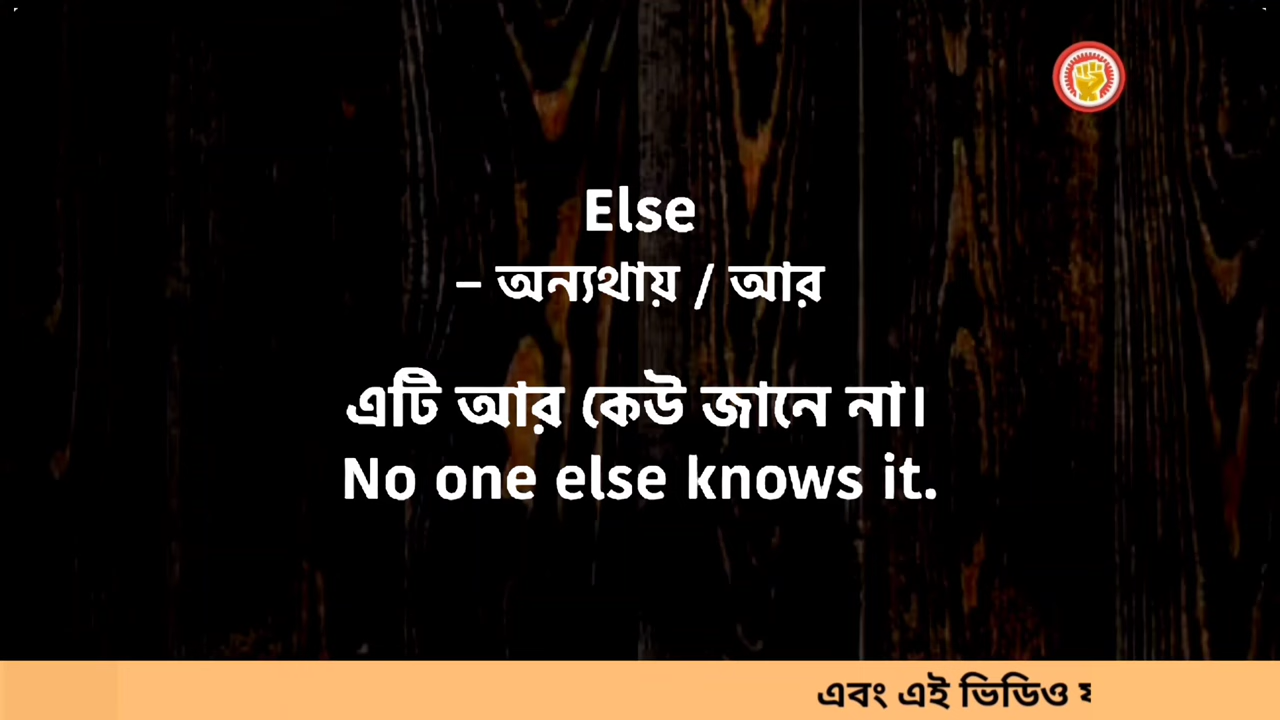 Else
– অন্যথায় / আর
এটি আর কেউ জানে না।
No one else knows it.
এবং এই ভিডিও